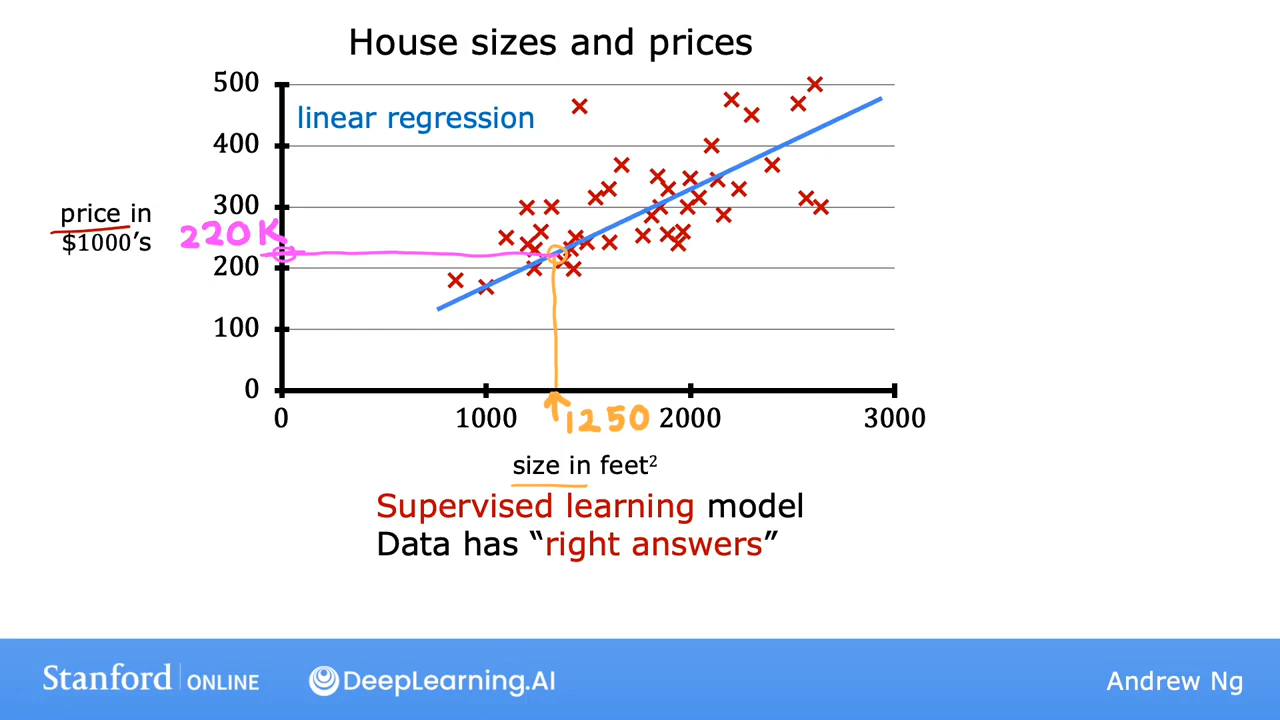 House sizes and prices
500
linear regression
400
300
price in
$1000's
220K
200
100
0
0 1000 1250 2000 3000
size in feet²
Supervised learning model
Data has “right answers”
Stanford ONLINE DeepLearning.AI Andrew Ng